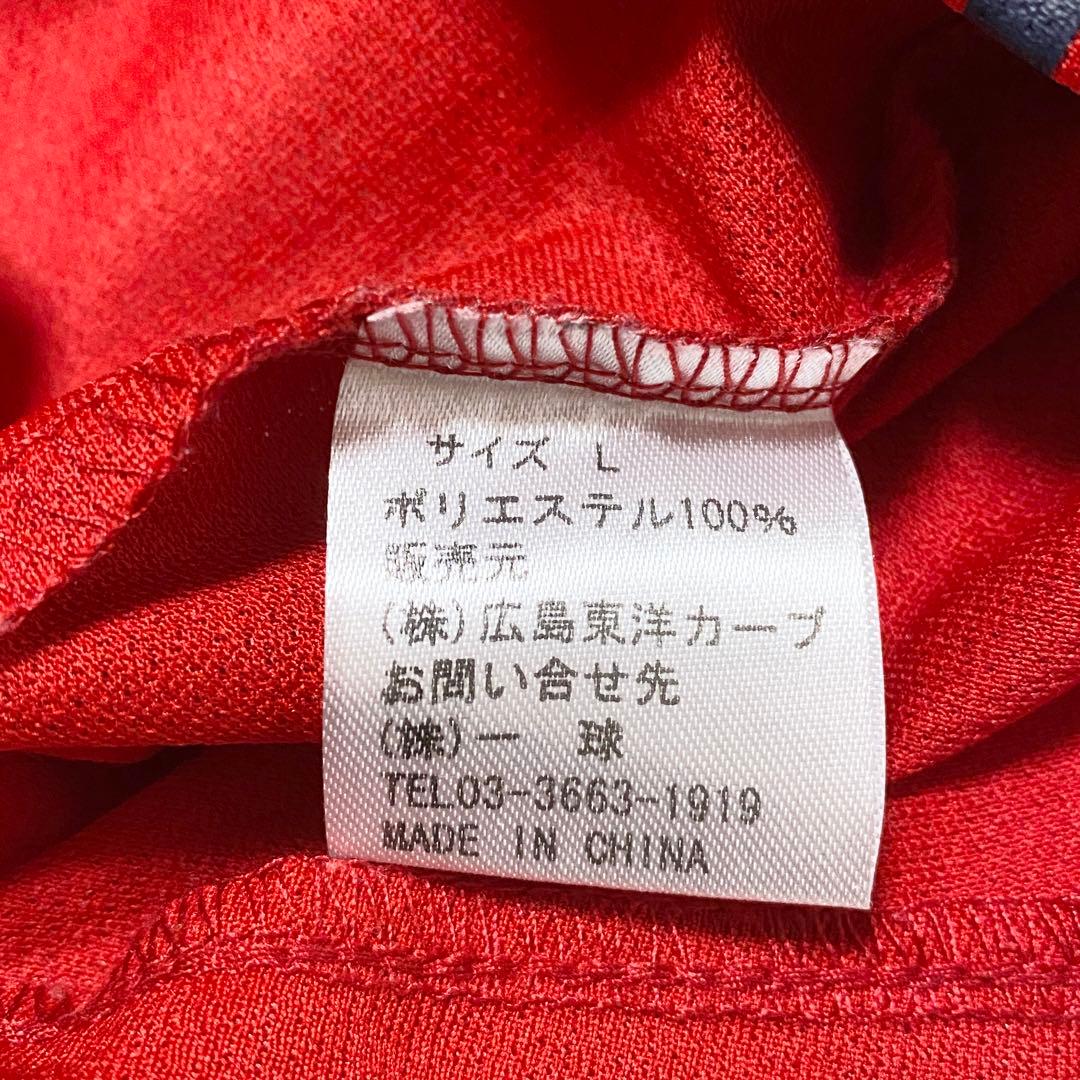 サイズ L
ポリエステル100%
販売元
(株)広島東洋カープ
お問い合せ先
(株)一 球
TEL03-3663-1919
MADE IN CHINA